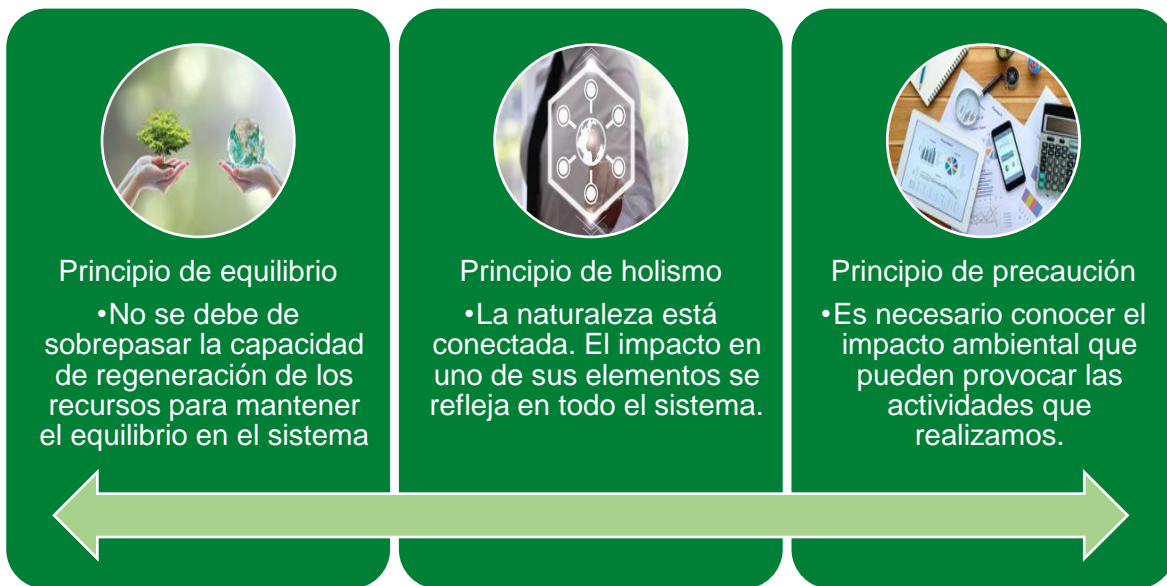 Principio de equilibrio
•No se debe de
sobrepasar la capacidad
de regeneración de los
recursos para mantener
el equilibrio en el sistema
Principio de holismo
•La naturaleza está
conectada. El impacto en
uno de sus elementos se
refleja en todo el sistema.
Principio de precaución
•Es necesario conocer el
impacto ambiental que
pueden provocar las
actividades que
realizamos.